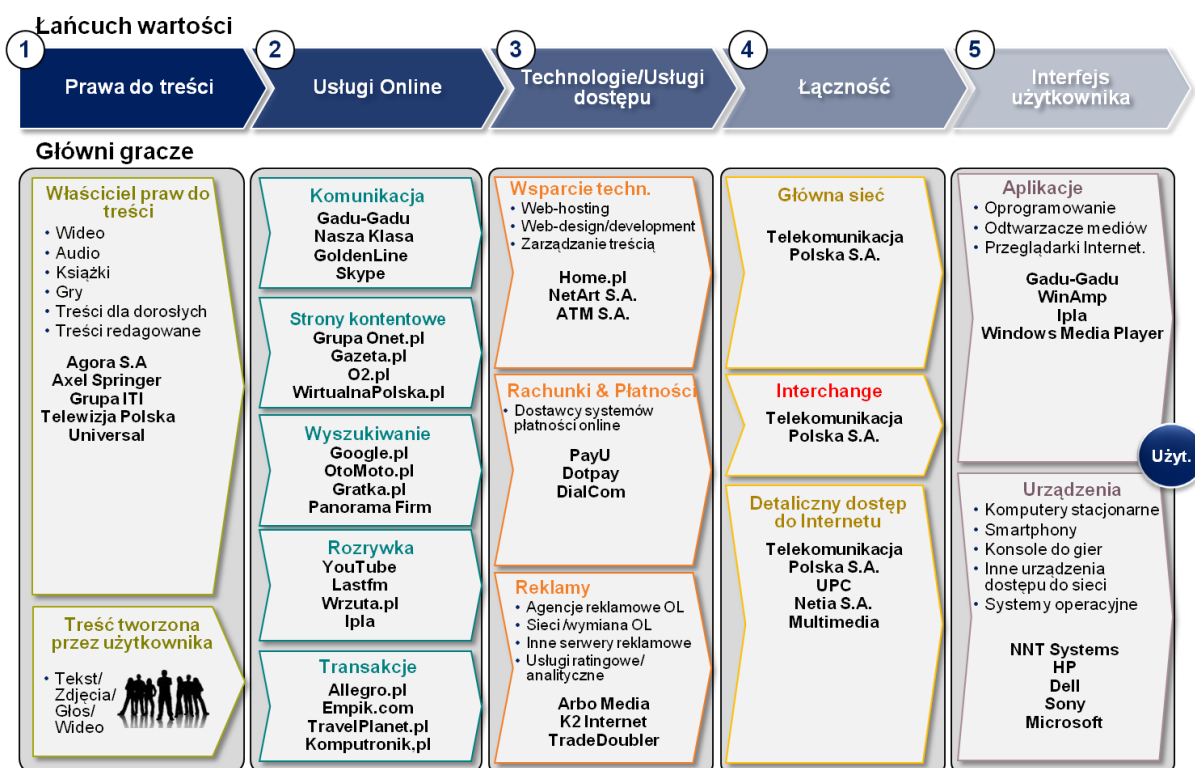 Łańcuch wartości
1
Prawa do treści
2
Usługi Online
3
Technologie/Usługi
dostępu
4
Łączność
5
Interfejs
użytkownika
Główni gracze
Właściciel praw do
treści
• Wideo
• Audio
• Książki
• Gry
• Treści dla dorosłych
• Treści redagowane
Agora S.A
Axel Springer
Grupa ITI
Telewizja Polska
Universal
Treść tworzona
przez użytkownika
• Tekst/
Zdjęcia/
Głos/
Wideo
Komunikacja
Gadu-Gadu
Nasza Klasa
GoldenLine
Skype
Strony kontentowe
Grupa Onet.pl
Gazeta.pl
O2.pl
WirtualnaPolska.pl
Wyszukiwanie
Google.pl
OtoMoto.pl
Gratka.pl
Panorama Firm
Rozrywka
YouTube
Lastfm
Wrzuta.pl
Ipla
Transakcje
Allegro.pl
Empik.com
TravelPlanet.pl
Komputronik.pl
Wsparcie techn.
• Web-hosting
• Web-design/development
• Zarządzanie treścią
Home.pl
NetArt S.A.
ATM S.A.
Rachunki & Płatności
• Dostawcy systemów
płatności online
PayU
Dotpay
DialCom
Reklamy
• Agencje reklamowe OL
• Sieci /wymiana OL
• Inne serwery reklamowe
• Usługi ratingowe/
analityczne
Arbo Media
K2 Internet
TradeDoubler
Główna sieć
Telekomunikacja
Polska S.A.
Interchange
Telekomunikacja
Polska S.A.
Detaliczny dostęp
do Internetu
Telekomunikacja
Polska S.A.
UPC
Netia S.A.
Multimedia
Aplikacje
• Oprogramowanie
• Odtwarzacze mediów
• Przeglądarki Internet.
Gadu-Gadu
WinAmp
Ipla
Windows Media Player
Użyt.
Urządzenia
• Komputery stacjonarne
• Smartphony
• Konsole do gier
• Inne urządzenia
dostępu do sieci
• Systemy operacyjne
NNT Systems
HP
Dell
Sony
Microsoft